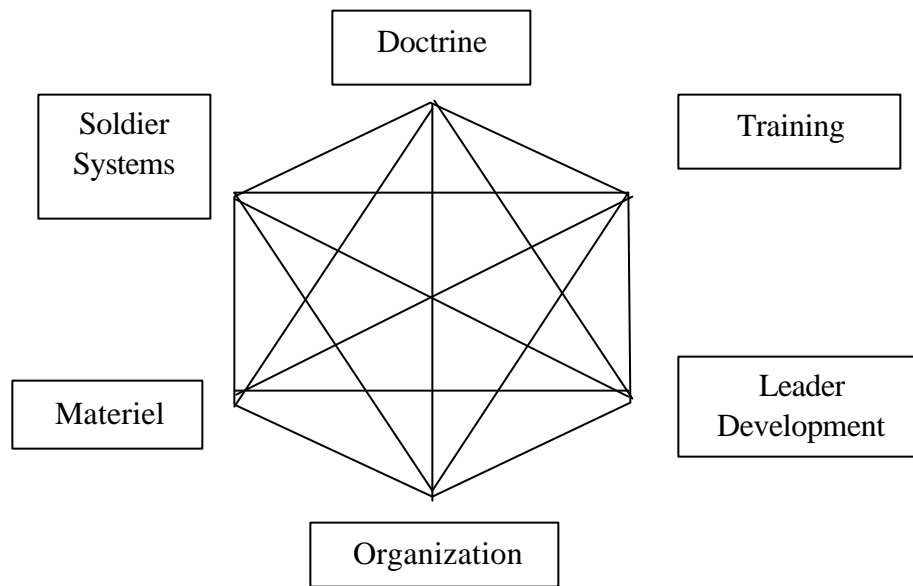 Doctrine
Soldier
Systems
Training
Materiel
Leader
Development
Organization